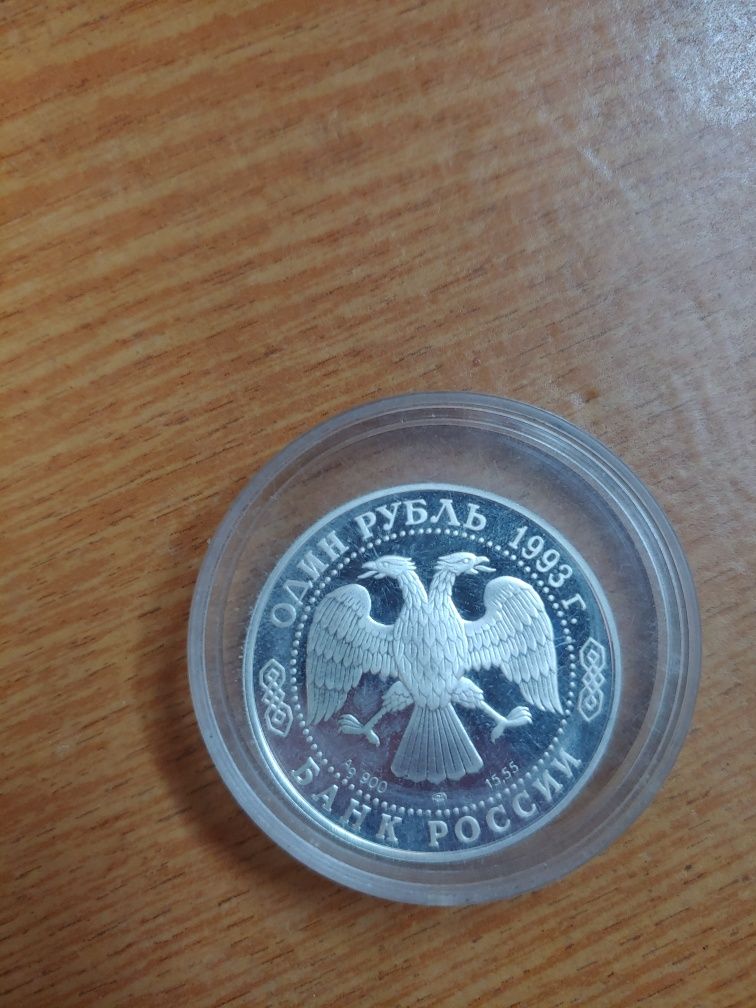 ОДИН РУБЛЬ 1993 Г.
Ag 900
15,55
БАНК РОССИИ